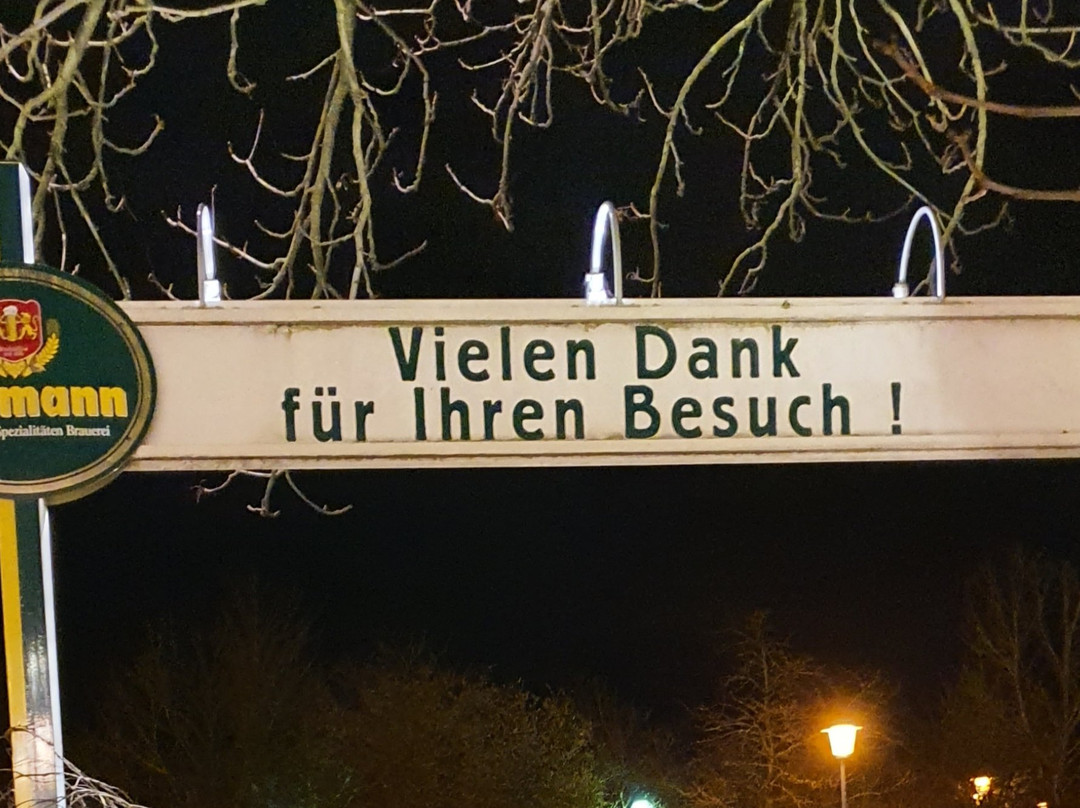 mann
Spezialitäten Brauerei
Vielen Dank
für Ihren Besuch !